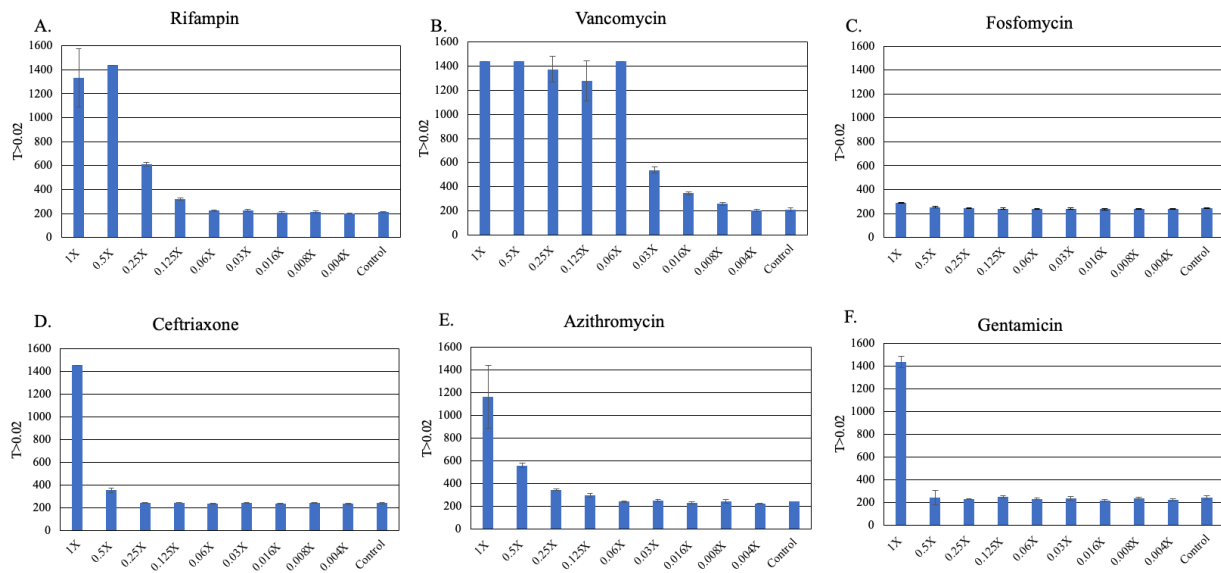 A.
Rifampin
1600
1400
1200
1000
800
600
400
200
0
T>0.02
1X
0.5X
0.25X
0.125X
0.06X
0.03X
0.016X
0.008X
0.004X
Control
B.
Vancomycin
1600
1400
1200
1000
800
600
400
200
0
T>0.02
1X
0.5X
0.25X
0.125X
0.06X
0.03X
0.016X
0.008X
0.004X
Control
C.
Fosfomycin
1600
1400
1200
1000
800
600
400
200
0
T>0.02
1X
0.5X
0.25X
0.125X
0.06X
0.03X
0.016X
0.008X
0.004X
Control
D.
Ceftriaxone
1600
1400
1200
1000
800
600
400
200
0
T>0.02
1X
0.5X
0.25X
0.125X
0.06X
0.03X
0.016X
0.008X
0.004X
Control
E.
Azithromycin
1600
1400
1200
1000
800
600
400
200
0
T>0.02
1X
0.5X
0.25X
0.125X
0.06X
0.03X
0.016X
0.008X
0.004X
Control
F.
Gentamicin
1600
1400
1200
1000
800
600
400
200
0
T>0.02
1X
0.5X
0.25X
0.125X
0.06X
0.03X
0.016X
0.008X
0.004X
Control